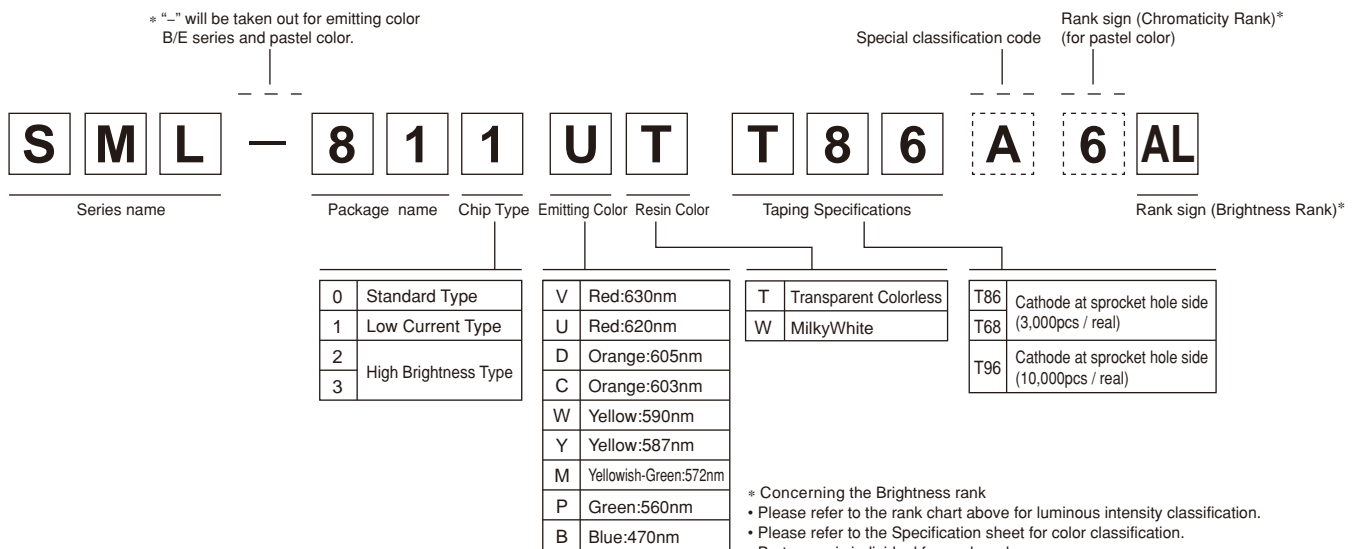 * “–” will be taken out for emitting color
B/E series and pastel color.
Special classification code
Rank sign (Chromaticity Rank)*
(for pastel color)
S M L – 8 1 1 U T T 8 6 A 6 AL
Series name Package name Chip Type Emitting Color Resin Color Taping Specifications Rank sign (Brightness Rank)*
0 Standard Type
1 Low Current Type
2
3
High Brightness Type
V Red:630nm
U Red:620nm
D Orange:605nm
C Orange:603nm
W Yellow:590nm
Y Yellow:587nm
M Yellowish-Green:572nm
P Green:560nm
B Blue:470nm
T Transparent Colorless
W MilkyWhite
T86
T68
Cathode at sprocket hole side
(3,000pcs / real)
T96
Cathode at sprocket hole side
(10,000pcs / real)
* Concerning the Brightness rank
• Please refer to the rank chart above for luminous intensity classification.
• Please refer to the Specification sheet for color classification.